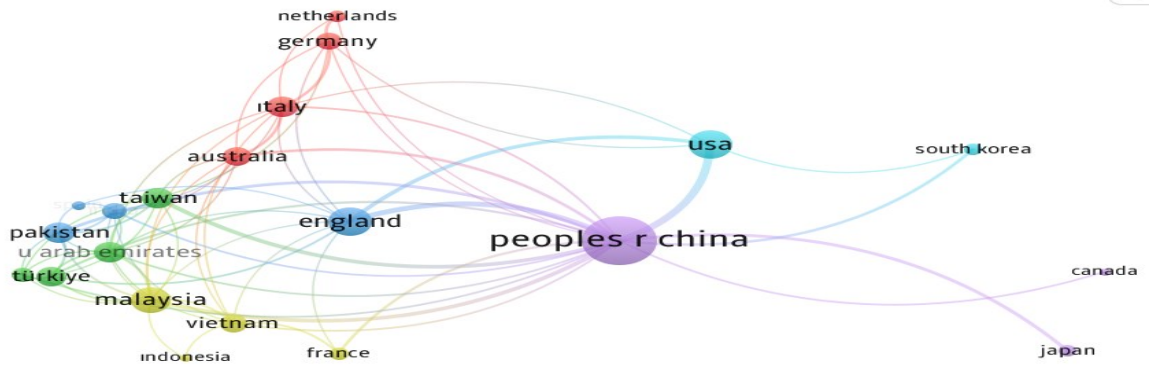 netherlands
germany
italy
usa
south korea
australia
taiwan
england
pakistan
peoples r china
u arab emirates
canada
türkiye
malaysia
vietnam
indonesia
france
japan